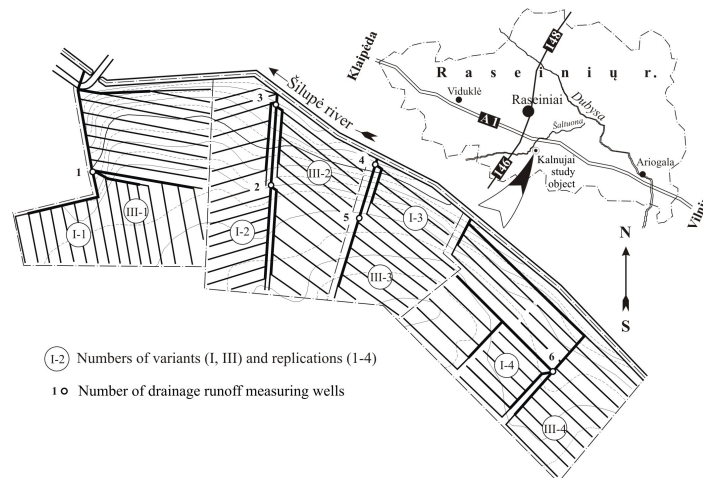 Klaipėda
148
R a s e i n i ų r.
Viduklė
Raseiniai
Dubysa
A 1
Šaltuona
146
Kalnujai
study
object
Ariogala
Vilni
N
S
Šilupė river
3
4
1
2
5
6
III-2
III-1
I-1
I-2
I-3
III-3
I-4
III-4
I-2 Numbers of variants (I, III) and replications (1-4)
1 Number of drainage runoff measuring wells